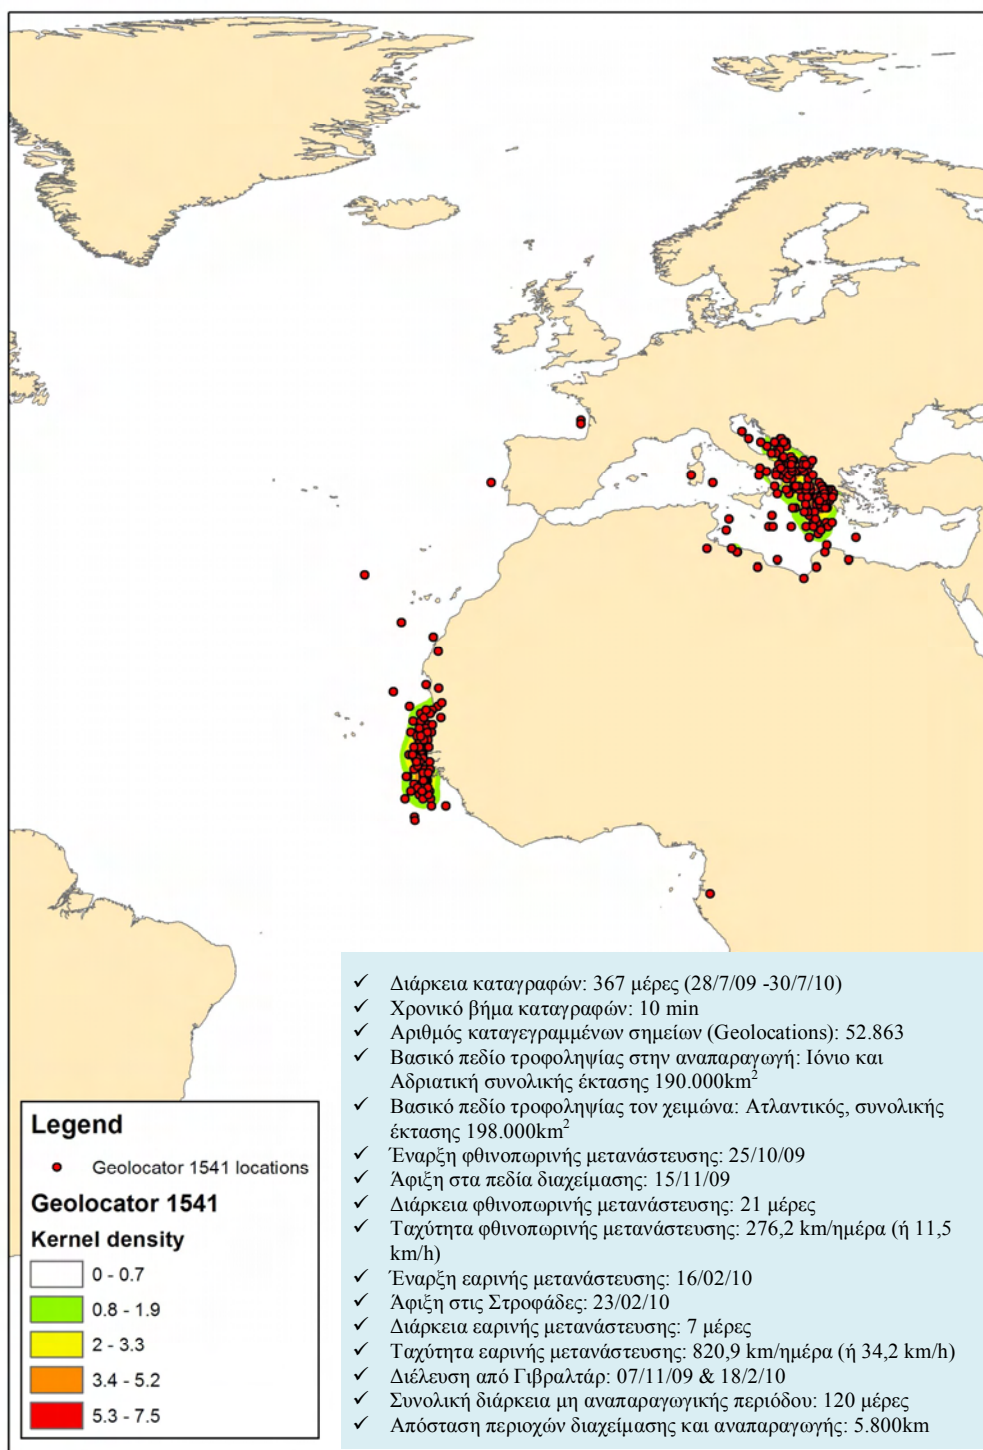 ✓ Διάρκεια καταγραφών: 367 μέρες (28/7/09 -30/7/10)
✓ Χρονικό βήμα καταγραφών: 10 min
✓ Αριθμός καταγεγραμμένων σημείων (Geolocations): 52.863
✓ Βασικό πεδίο τροφοληψίας στην αναπαραγωγή: Ιόνιο και
Αδριατική συνολικής έκτασης 190.000km²
✓ Βασικό πεδίο τροφοληψίας τον χειμώνα: Ατλαντικός, συνολικής
έκτασης 198.000km²
✓ Έναρξη φθινοπωρινής μετανάστευσης: 25/10/09
✓ Άφιξη στα πεδία διαχείμασης: 15/11/09
✓ Διάρκεια φθινοπωρινής μετανάστευσης: 21 μέρες
✓ Ταχύτητα φθινοπωρινής μετανάστευσης: 276,2 km/ημέρα (ή 11,5
km/h)
✓ Έναρξη εαρινής μετανάστευσης: 16/02/10
✓ Άφιξη στις Στροφάδες: 23/02/10
✓ Διάρκεια εαρινής μετανάστευσης: 7 μέρες
✓ Ταχύτητα εαρινής μετανάστευσης: 820,9 km/ημέρα (ή 34,2 km/h)
✓ Διέλευση από Γιβραλτάρ: 07/11/09 & 18/2/10
✓ Συνολική διάρκεια μη αναπαραγωγικής περιόδου: 120 μέρες
✓ Απόσταση περιοχών διαχείμασης και αναπαραγωγής: 5.800km
Legend
Geolocator 1541 locations
Geolocator 1541
Kernel density
0 - 0.7
0.8 - 1.9
2 - 3.3
3.4 - 5.2
5.3 - 7.5